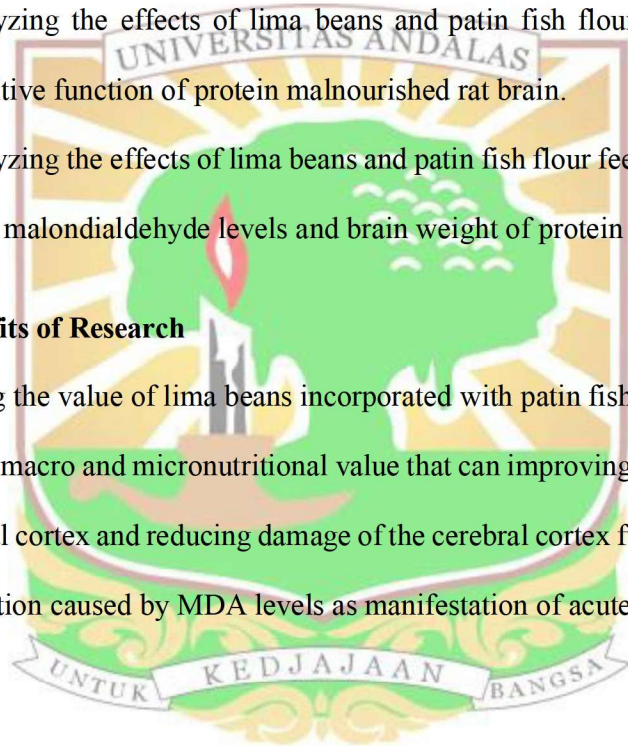 yzing the effects of lima beans and patin fish flour
UNIVERSITAS ANDALAS
tive function of protein malnourished rat brain.
yzing the effects of lima beans and patin fish flour fee
malondialdehyde levels and brain weight of protein
its of Research
g the value of lima beans incorporated with patin fish
macro and micronutritional value that can improving
l cortex and reducing damage of the cerebral cortex f
tion caused by MDA levels as manifestation of acute
UNTUK KEDJAJAAN BANGSA